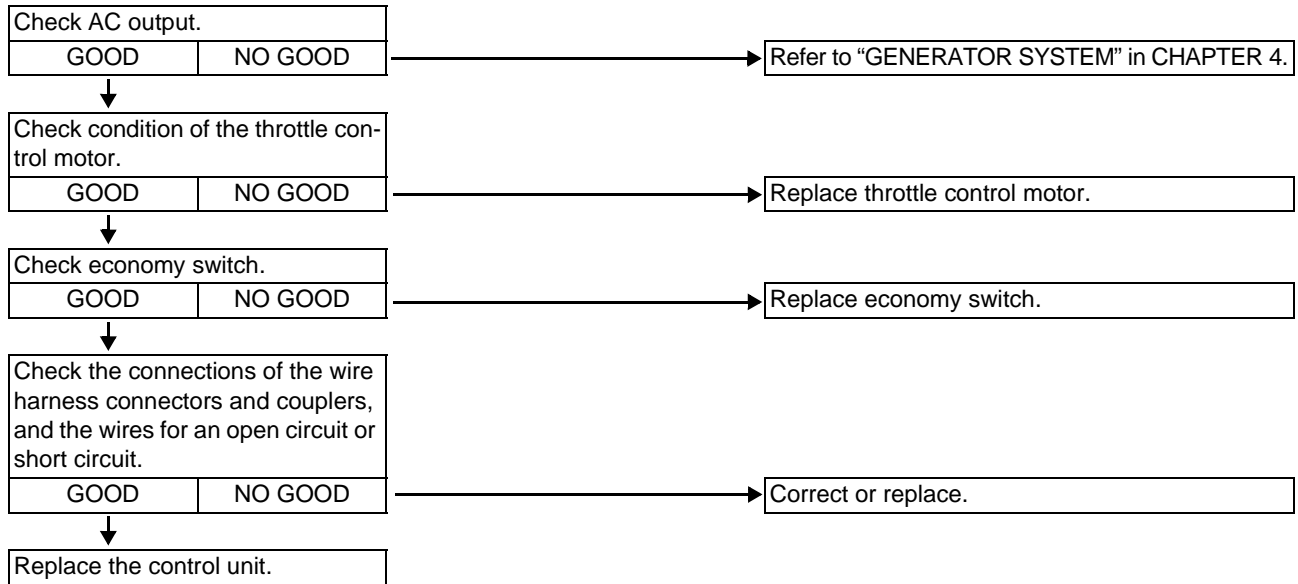 Check AC output.
GOOD NO GOOD
Refer to “GENERATOR SYSTEM” in CHAPTER 4.
Check condition of the throttle con-
trol motor.
GOOD NO GOOD
Replace throttle control motor.
Check economy switch.
GOOD NO GOOD
Replace economy switch.
Check the connections of the wire
harness connectors and couplers,
and the wires for an open circuit or
short circuit.
GOOD NO GOOD
Correct or replace.
Replace the control unit.